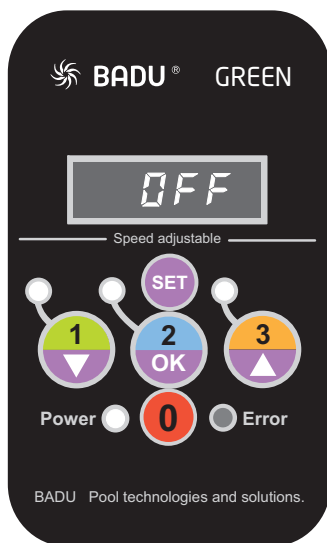 BADU ® GREEN
OFF
Speed adjustable
SET
1 2 3
OK
Power 0 Error
BADU Pool technologies and solutions.